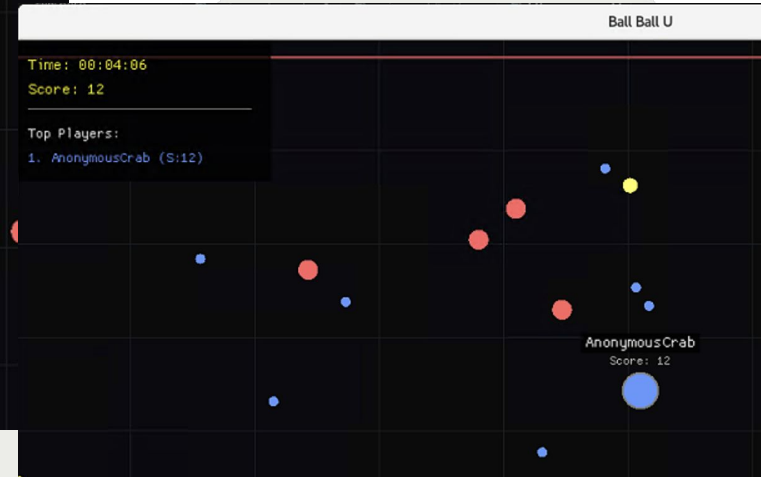 Ball Ball U
Time: 00:04:06
Score: 12
Top Players:
1. AnonymousCrab (S:12)
AnonymousCrab
Score: 12